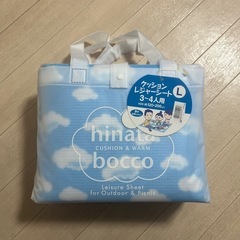 クッション
レジャーシート
3~4人用
L
hinata
CUSHION & WARM
bocco
Leisure Sheet
for Outdoor & Picnic